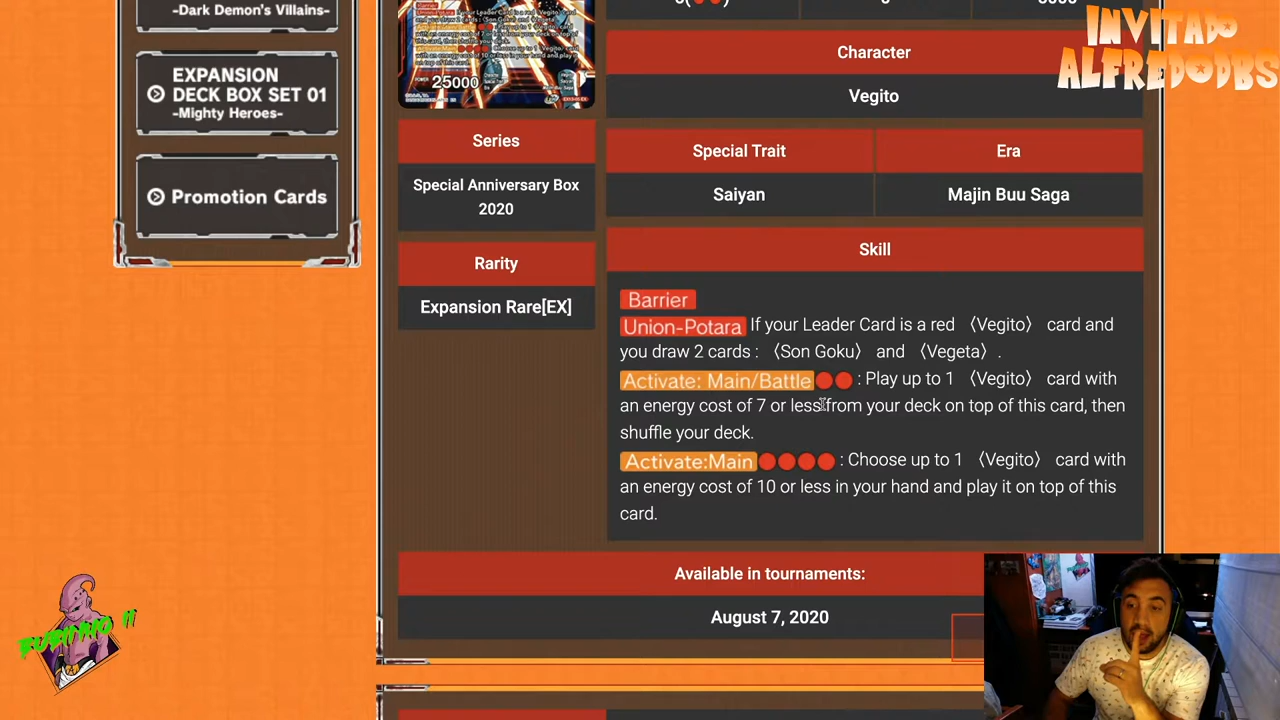 -Dark Demon's Villains-
EXPANSION
DECK BOX SET 01
-Mighty Heroes-
Promotion Cards
25000
Series
Special Anniversary Box
2020
Rarity
Expansion Rare[EX]
Character
Vegito
Special Trait
Era
Saiyan
Majin Buu Saga
Skill
Barrier
Union-Potara If your Leader Card is a red 〈Vegito〉 card and
you draw 2 cards : 〈Son Goku〉 and 〈Vegeta〉 .
Activate: Main/Battle : Play up to 1 〈Vegito〉 card with
an energy cost of 7 or less from your deck on top of this card, then
shuffle your deck.
Activate:Main : Choose up to 1 〈Vegito〉 card with
an energy cost of 10 or less in your hand and play it on top of this
card.
Available in tournaments:
August 7, 2020
INVITADO
ALFREDODBS